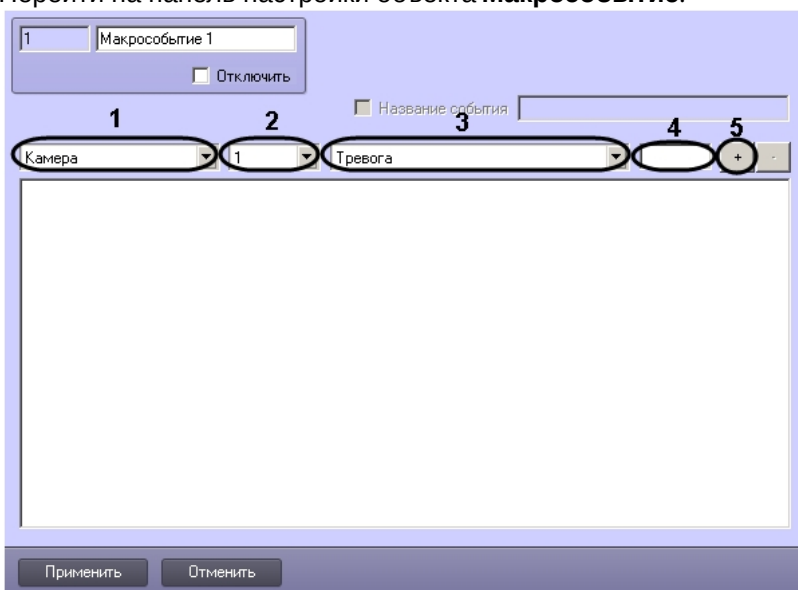 Перейти на панель настройки объекта Макрособытие.
1 Макрособытие 1
Отключить
Название события
1 2 3 4 5
Камера 1 Тревога + -
Применить Отменить